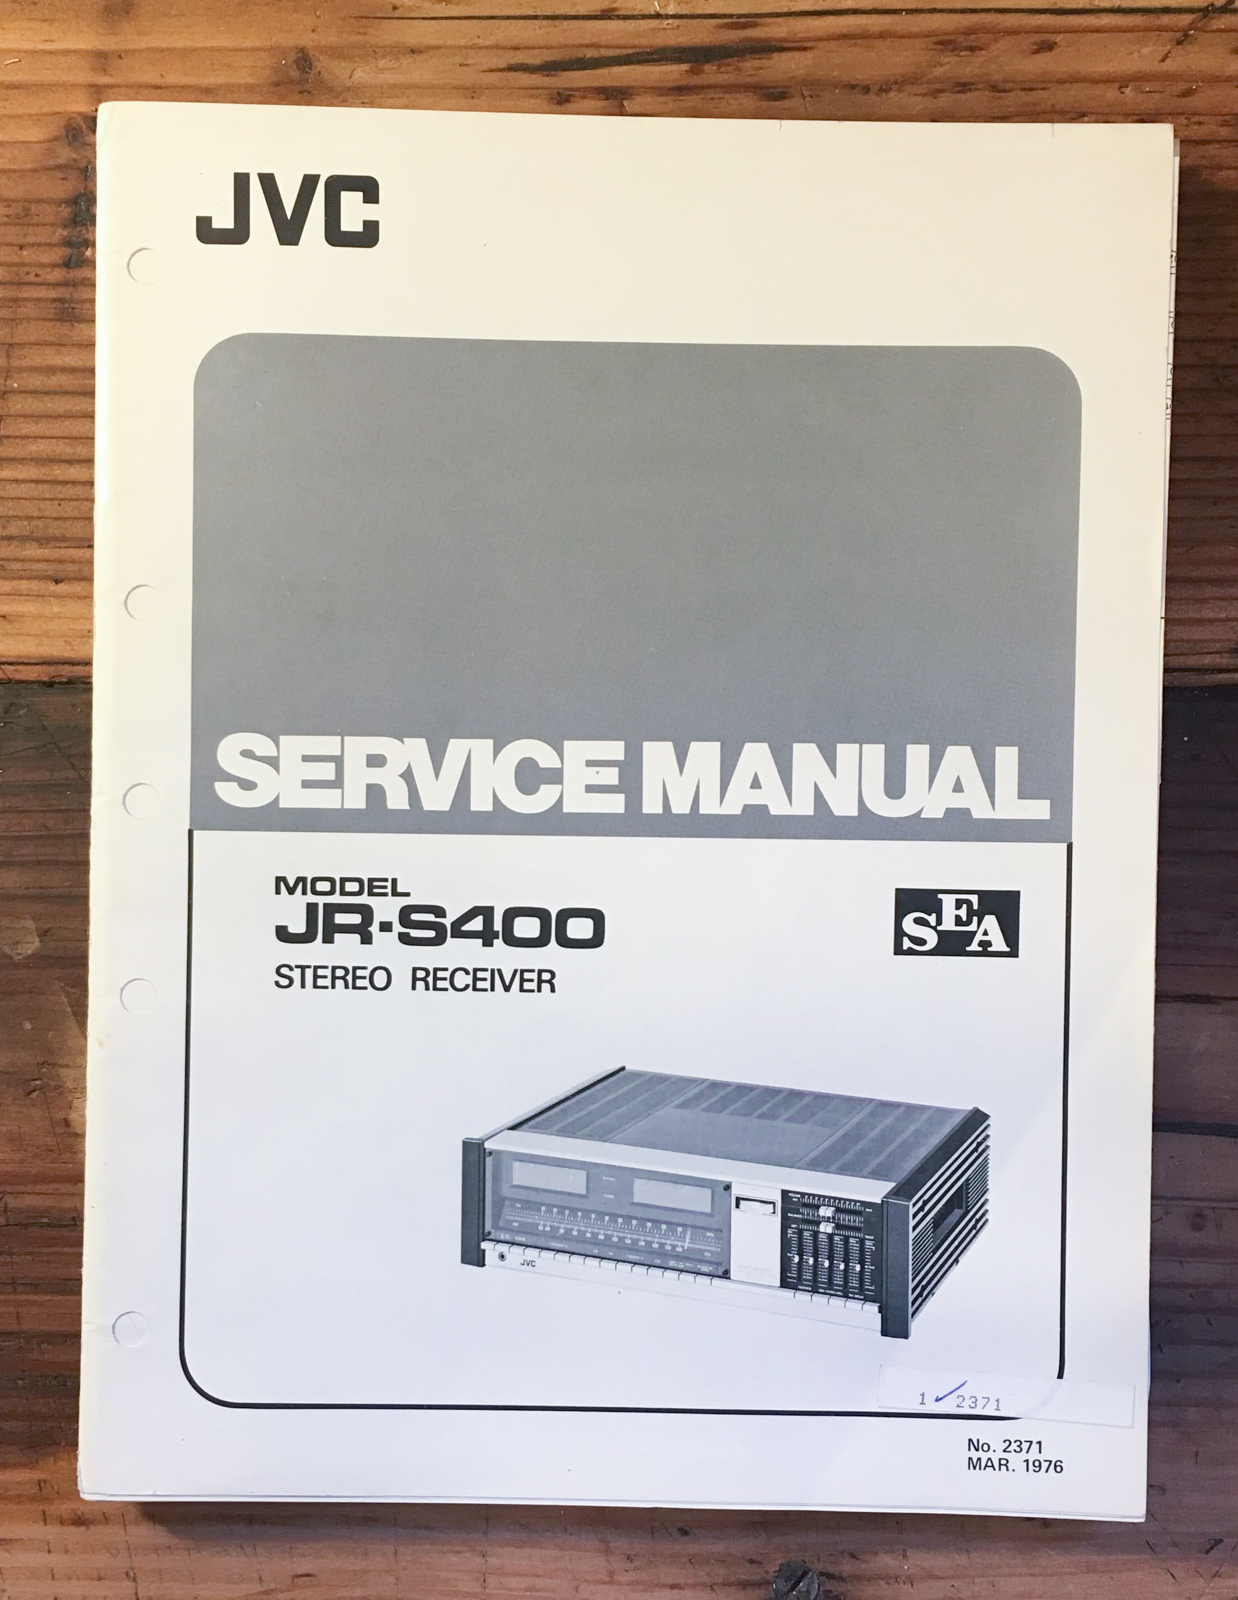 JVC
SERVICE MANUAL
MODEL
JR-S400
STEREO RECEIVER
SEA
JVC
1 ✓ 2371
No. 2371
MAR. 1976